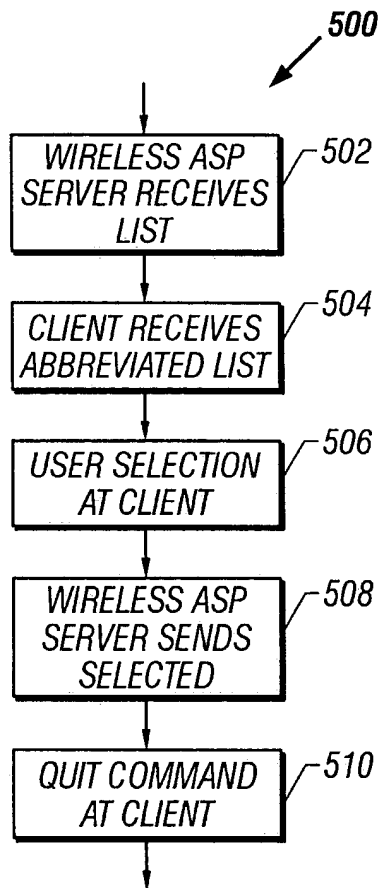 500
WIRELESS ASP
SERVER RECEIVES
LIST
502
CLIENT RECEIVES
ABBREVIATED LIST
504
USER SELECTION
AT CLIENT
506
WIRELESS ASP
SERVER SENDS
SELECTED
508
QUIT COMMAND
AT CLIENT
510